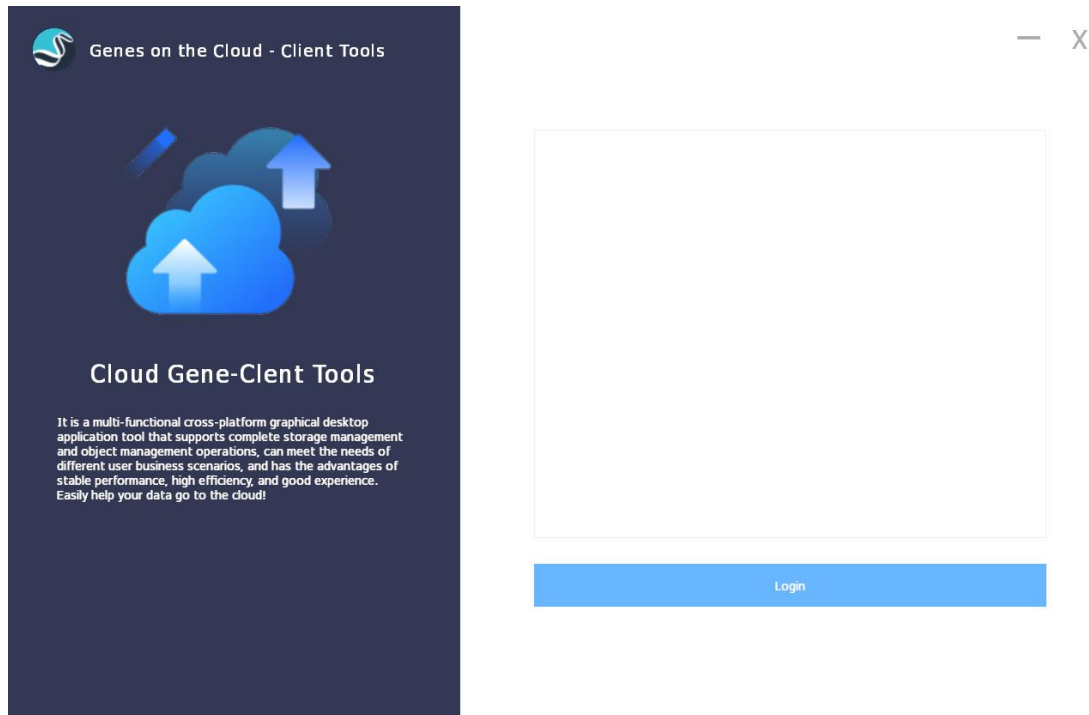 Genes on the Cloud - Client Tools
X
Cloud Gene-Clent Tools
It is a multi-functional cross-platform graphical desktop
application tool that supports complete storage management
and object management operations, can meet the needs of
different user business scenarios, and has the advantages of
stable performance, high efficiency, and good experience.
Easily help your data go to the cloud!
Login